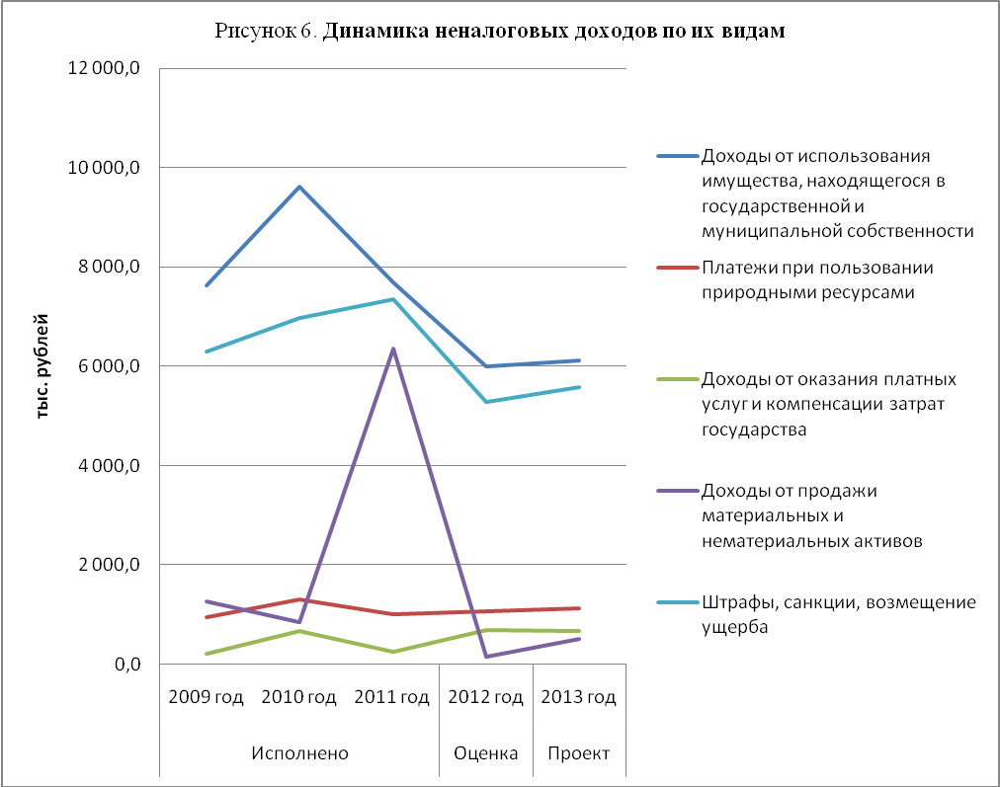 Рисунок 6. Динамика неналоговых доходов по их видам
12 000,0
10 000,0
8 000,0
6 000,0
4 000,0
2 000,0
0,0
тыс. рублей
2009 год 2010 год 2011 год 2012 год 2013 год
Исполнено Оценка Проект
Доходы от использования
имущества, находящегося в
государственной и
муниципальной собственности
Платежи при пользовании
природными ресурсами
Доходы от оказания платных
услуг и компенсации затрат
государства
Доходы от продажи
материальных и
нематериальных активов
Штрафы, санкции, возмещение
ущерба